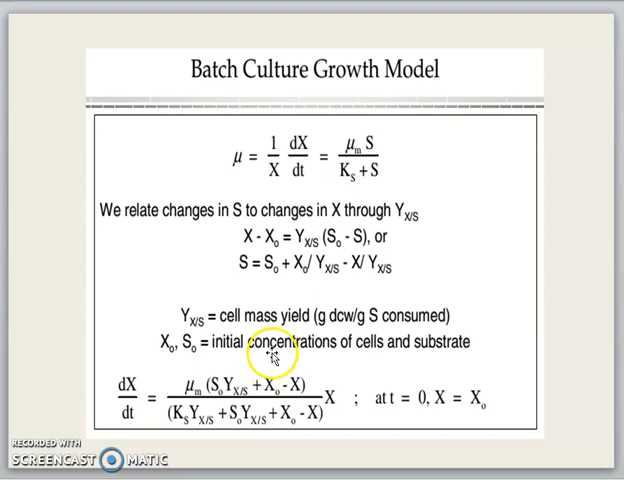 Batch Culture Growth Model
μ = 1/X dX/dt = μm S / (KS + S)
We relate changes in S to changes in X through YX/S
X - Xo = YX/S (So - S), or
S = So + Xo/ YX/S - X/ YX/S
YX/S = cell mass yield (g dcw/g S consumed)
Xo, So = initial concentrations of cells and substrate
dX/dt = μm (SoYX/S + Xo - X) / (KSYX/S + SoYX/S + Xo - X) X ; at t = 0, X = Xo
RECORDED WITH
SCREENCAST MATIC